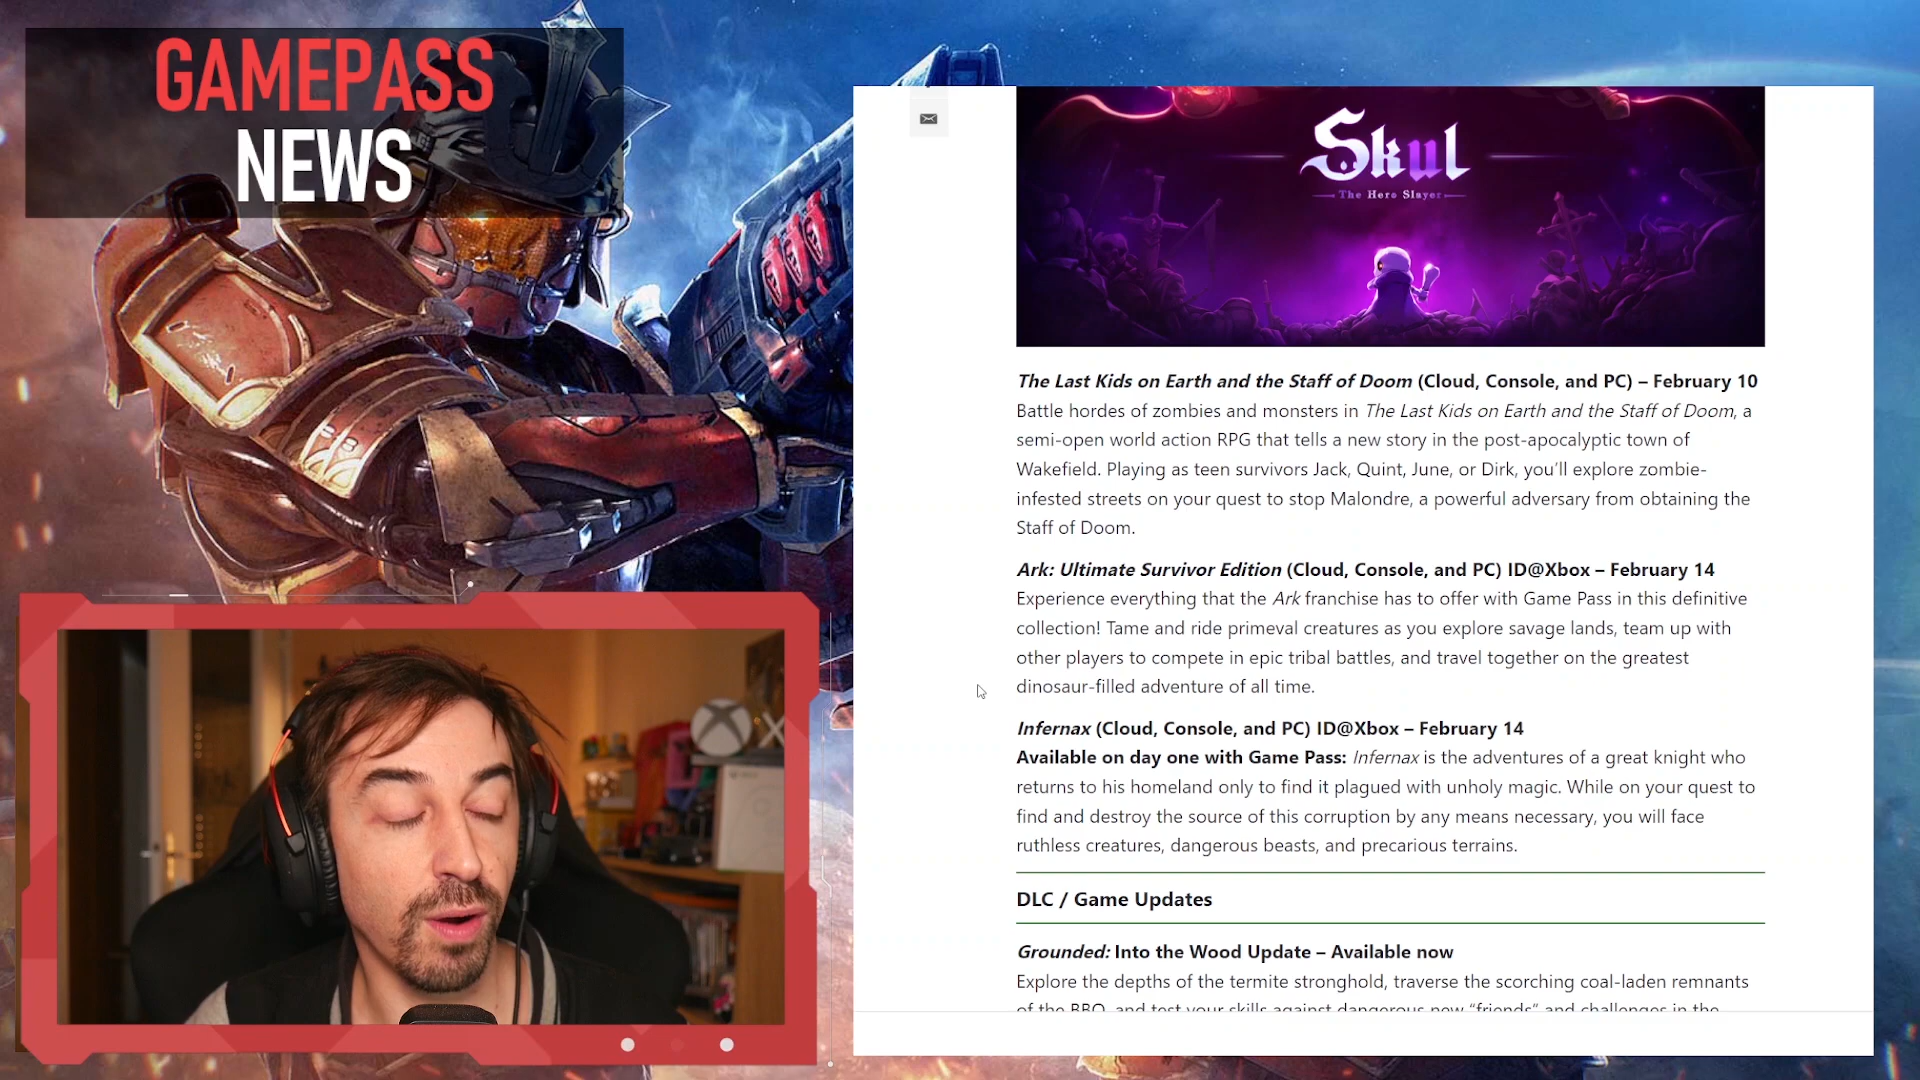 GAMEPASS
NEWS
Skul
The Hero Slayer
The Last Kids on Earth and the Staff of Doom (Cloud, Console, and PC) – February 10
Battle hordes of zombies and monsters in The Last Kids on Earth and the Staff of Doom, a
semi-open world action RPG that tells a new story in the post-apocalyptic town of
Wakefield. Playing as teen survivors Jack, Quint, June, or Dirk, you'll explore zombie-
infested streets on your quest to stop Malondre, a powerful adversary from obtaining the
Staff of Doom.
Ark: Ultimate Survivor Edition (Cloud, Console, and PC) ID@Xbox – February 14
Experience everything that the Ark franchise has to offer with Game Pass in this definitive
collection! Tame and ride primeval creatures as you explore savage lands, team up with
other players to compete in epic tribal battles, and travel together on the greatest
dinosaur-filled adventure of all time.
Infernax (Cloud, Console, and PC) ID@Xbox – February 14
Available on day one with Game Pass: Infernax is the adventures of a great knight who
returns to his homeland only to find it plagued with unholy magic. While on your quest to
find and destroy the source of this corruption by any means necessary, you will face
ruthless creatures, dangerous beasts, and precarious terrains.
DLC / Game Updates
Grounded: Into the Wood Update – Available now
Explore the depths of the termite stronghold, traverse the scorching coal-laden remnants
of the BBQ, and test your skills against dangerous new “friends” and challenges in the